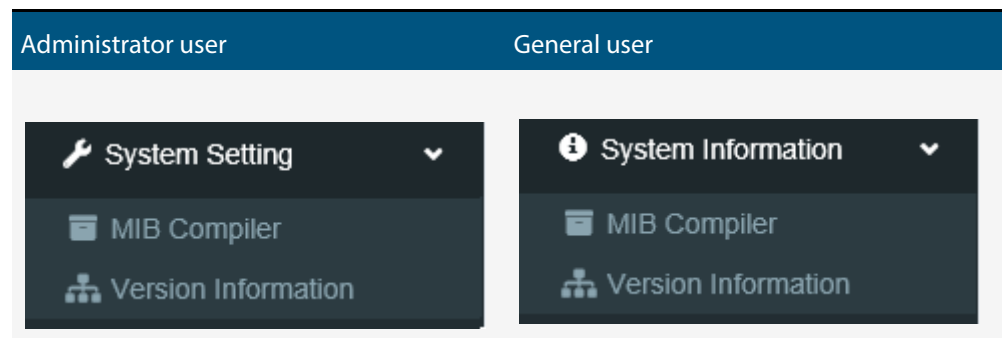 Administrator user
General user
System Setting
MIB Compiler
Version Information
System Information
MIB Compiler
Version Information